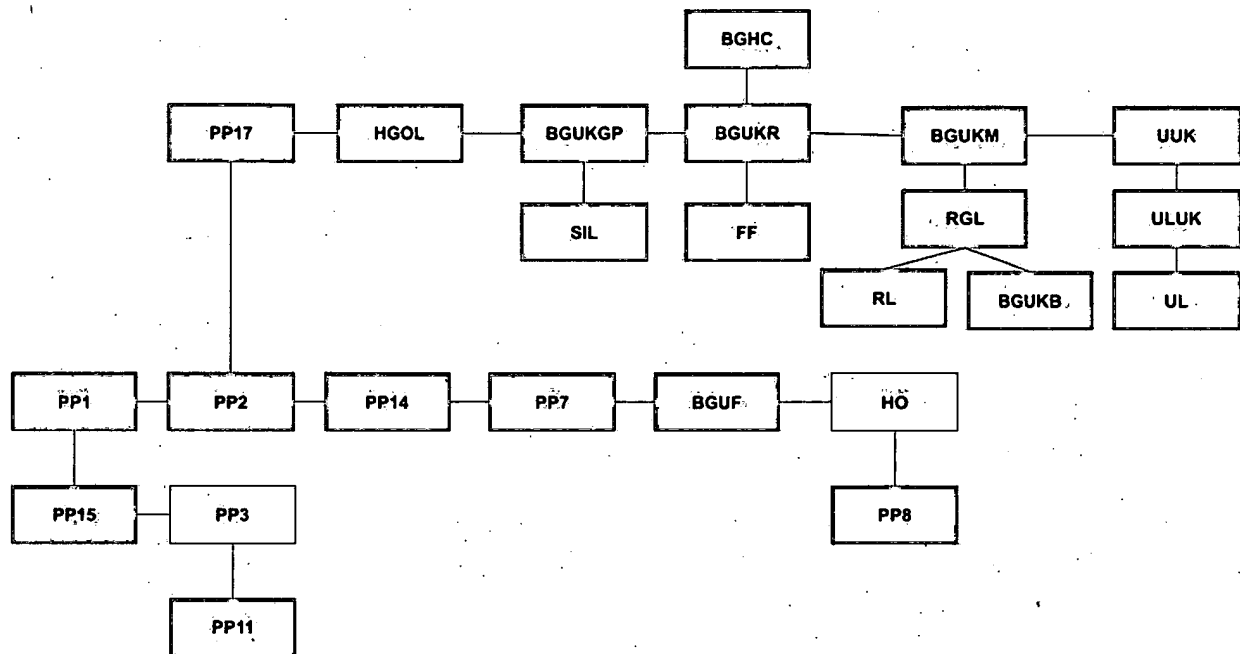 BGHC
PP17 HGOL BGUKGP BGUKR BGUKM UUK
SIL FF RGL ULUK
RL BGUKB UL
PP1 PP2 PP14 PP7 BGUF HO
PP15 PP3 PP8
PP11